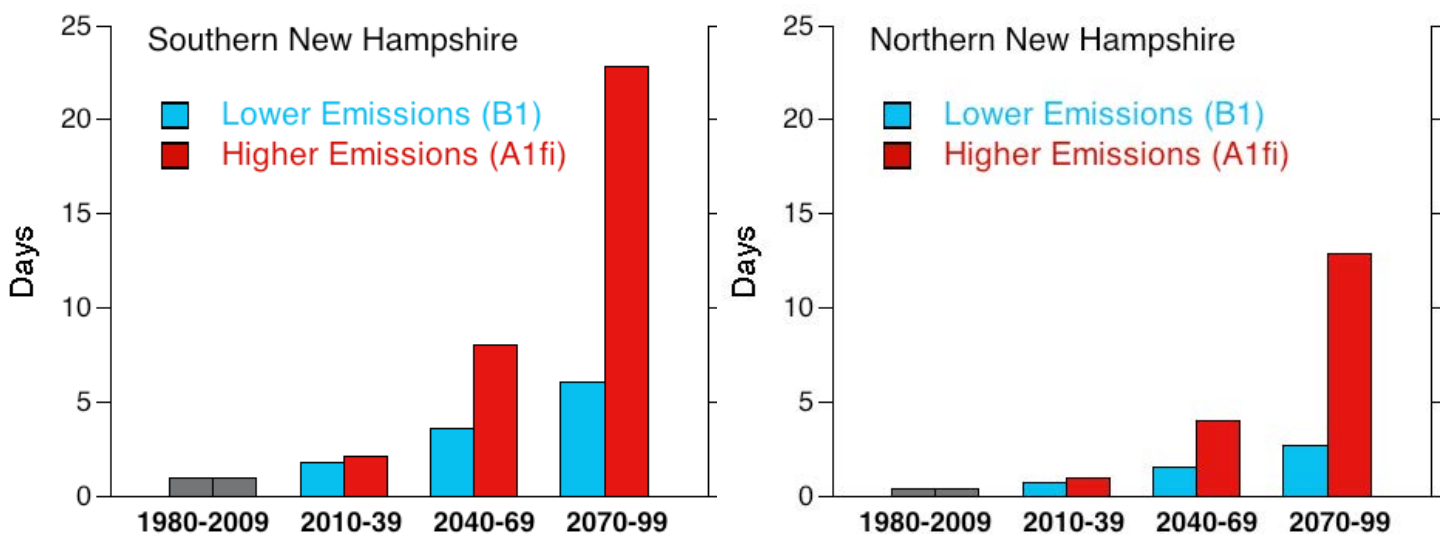 Southern New Hampshire
Lower Emissions (B1)
Higher Emissions (A1fi)
Days
25
20
15
10
5
0
1980-2009 2010-39 2040-69 2070-99
Northern New Hampshire
Lower Emissions (B1)
Higher Emissions (A1fi)
Days
25
20
15
10
5
0
1980-2009 2010-39 2040-69 2070-99